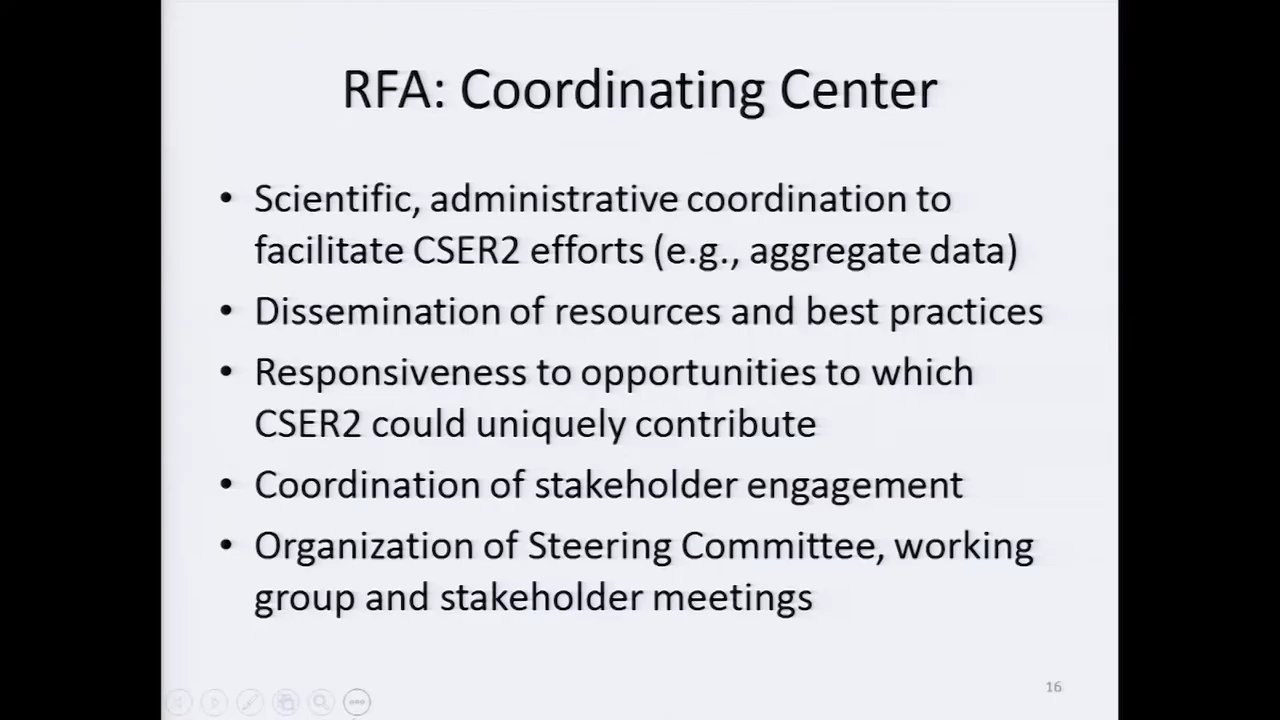 RFA: Coordinating Center
• Scientific, administrative coordination to
facilitate CSER2 efforts (e.g., aggregate data)
• Dissemination of resources and best practices
• Responsiveness to opportunities to which
CSER2 could uniquely contribute
• Coordination of stakeholder engagement
• Organization of Steering Committee, working
group and stakeholder meetings
16